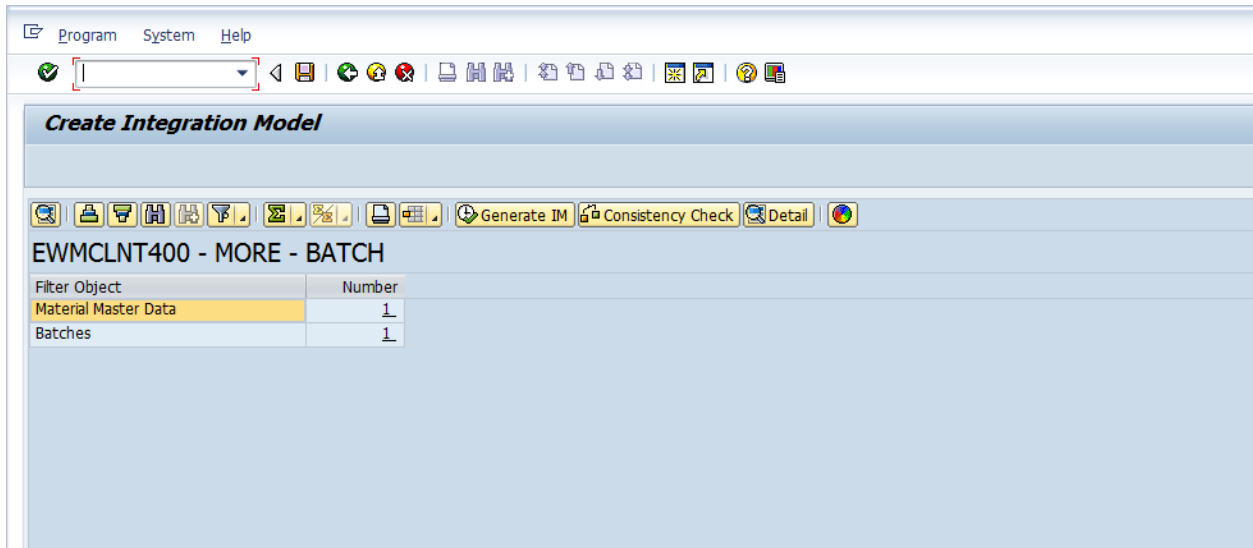 Program System Help
Create Integration Model
Generate IM Consistency Check Detail
EWMCLNT400 - MORE - BATCH
Filter Object Number
Material Master Data 1
Batches 1